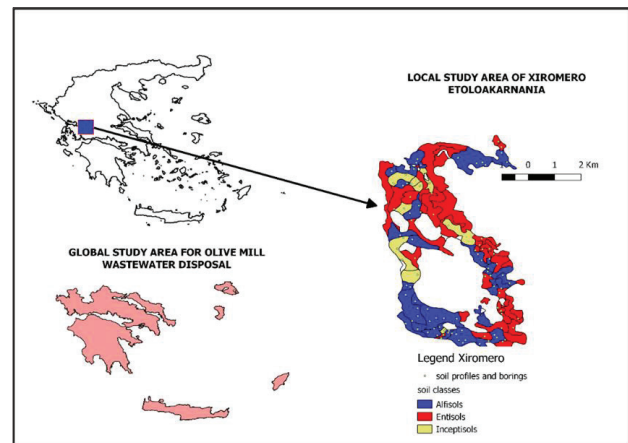 LOCAL STUDY AREA OF XIROMERO
ETOLOAKARNANIA
0 1 2 Km
GLOBAL STUDY AREA FOR OLIVE MILL
WASTEWATER DISPOSAL
Legend Xiromero
soil profiles and borings
soil classes
Alfisols
Entisols
Inceptisols